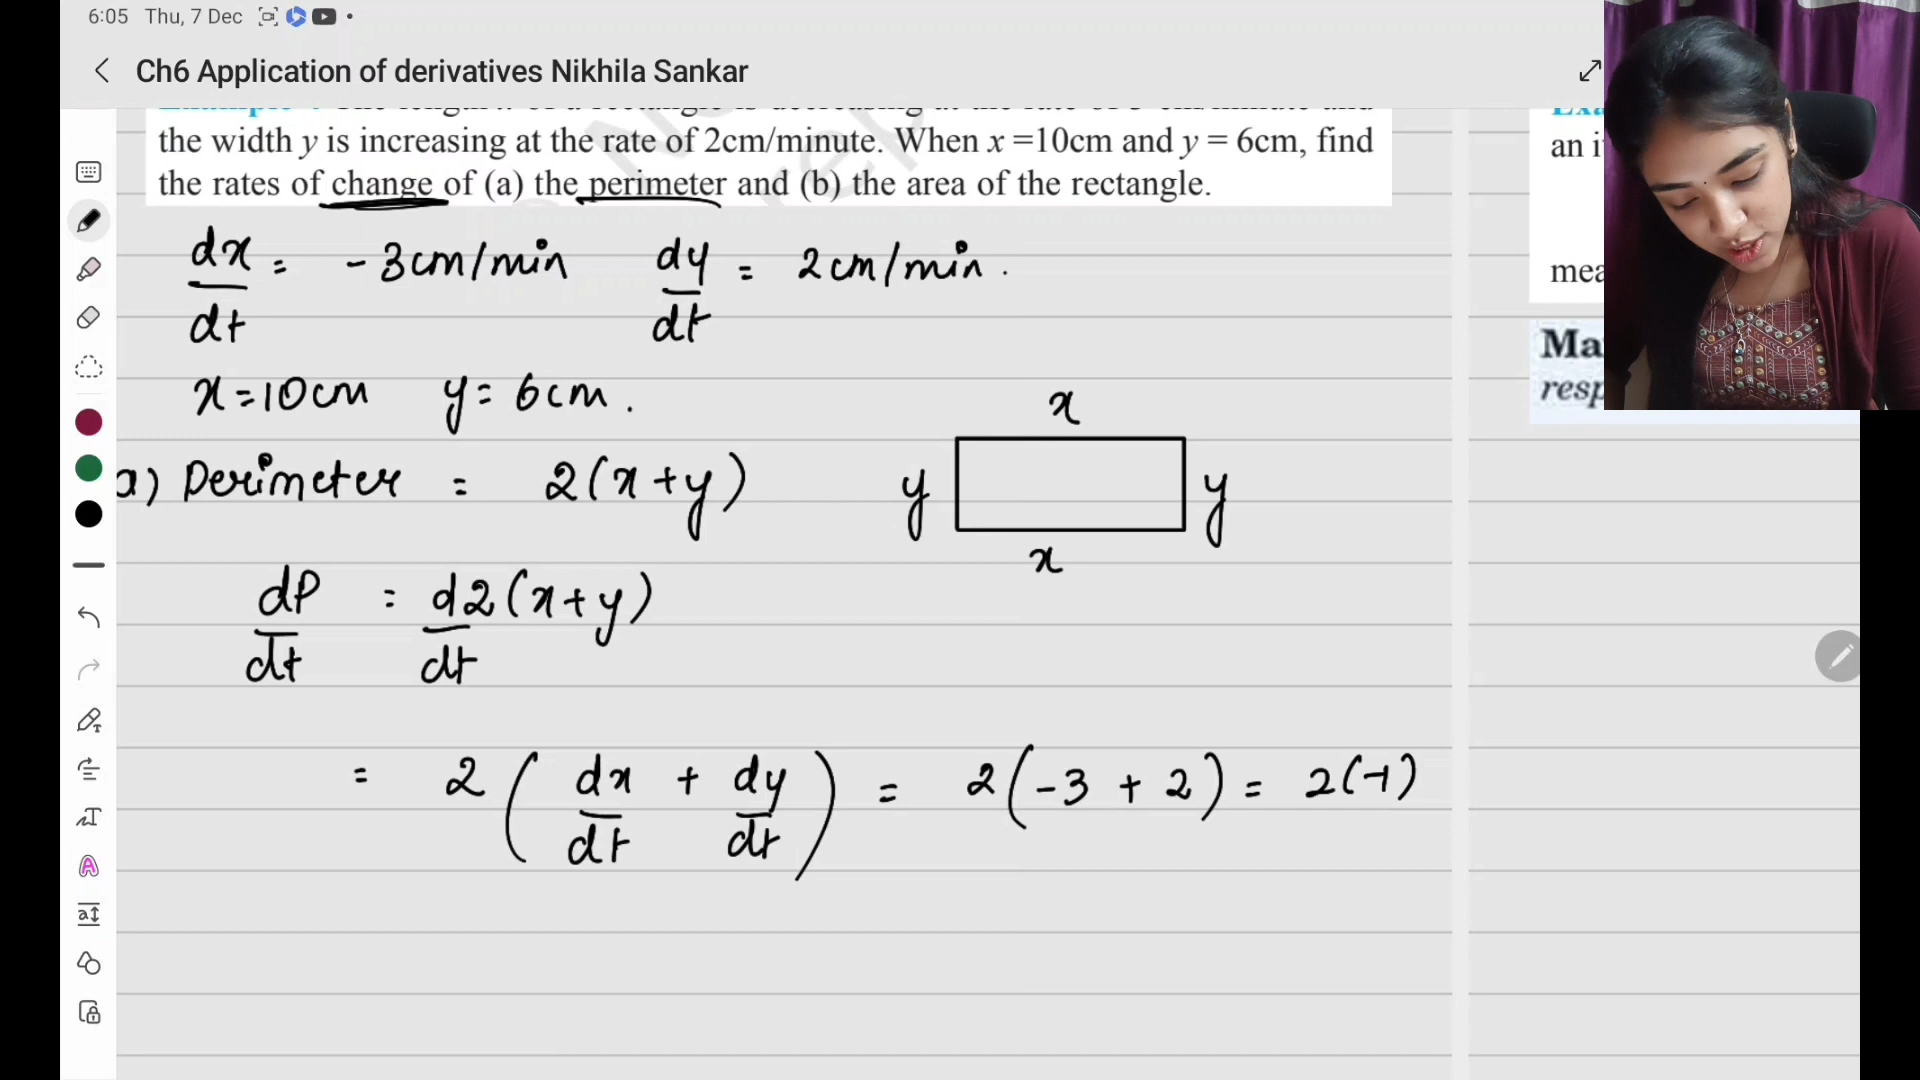 6:05 Thu, 7 Dec
Ch6 Application of derivatives Nikhila Sankar
the width y is increasing at the rate of 2cm/minute. When x =10cm and y = 6cm, find
the rates of change of (a) the perimeter and (b) the area of the rectangle.
dx/dt = -3cm/min dy/dt = 2cm/min.
x=10cm y= 6cm.
x
a) Perimeter = 2(x+y)
y y
x
dP/dt = d/dt 2(x+y)
= 2(dx/dt + dy/dt) = 2(-3 + 2) = 2(-1)
an i
mea
Ma
resp